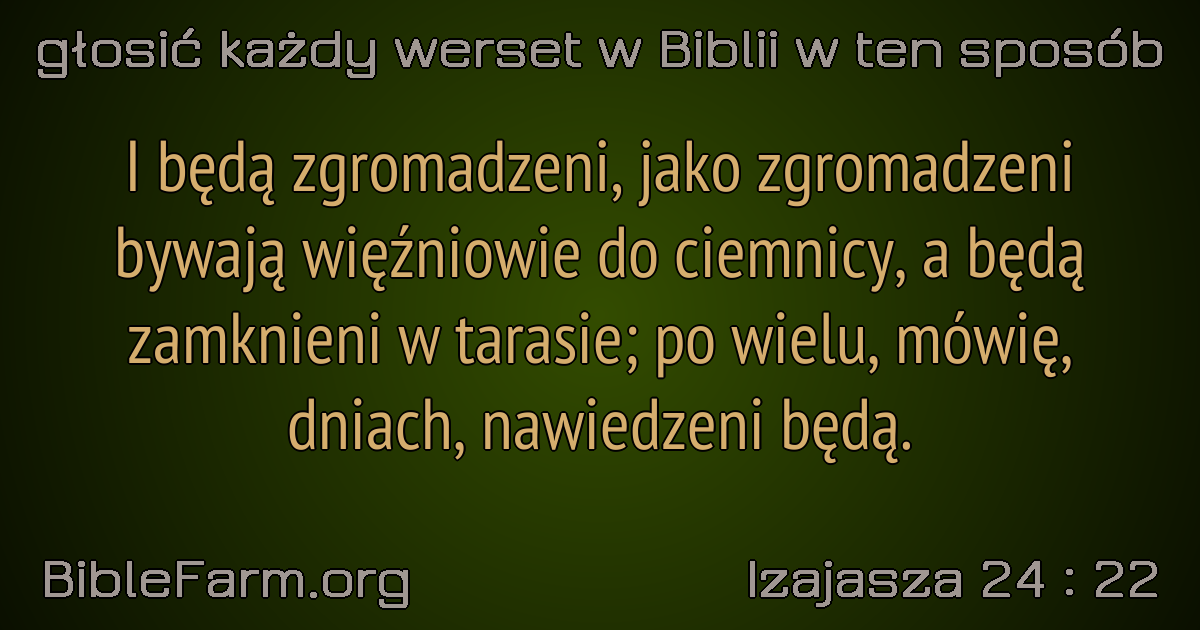 głosić każdy werset w Biblii w ten sposób
I będą zgromadzeni, jako zgromadzeni
bywają więźniowie do ciemnicy, a będą
zamknieni w tarasie; po wielu, mówię,
dniach, nawiedzeni będą.
BibleFarm.org
Izajasza 24 : 22